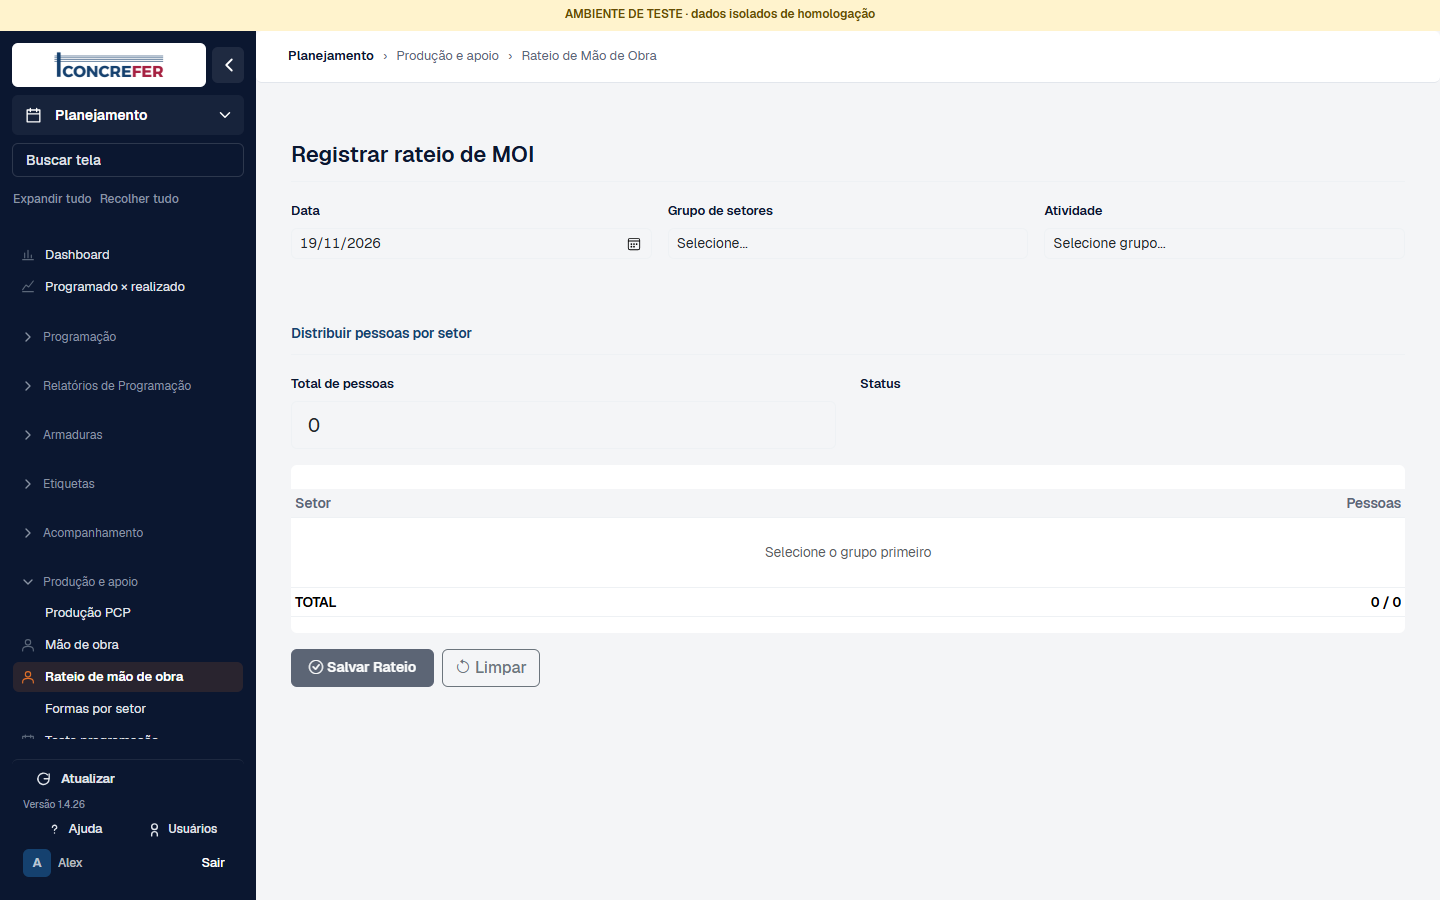 AMBIENTE DE TESTE · dados isolados de homologação
CONCREFER
Planejamento
Buscar tela
Expandir tudo Recolher tudo
Dashboard
Programado × realizado
Programação
Relatórios de Programação
Armaduras
Etiquetas
Acompanhamento
Produção e apoio
Produção PCP
Mão de obra
Rateio de mão de obra
Formas por setor
Atualizar
Versão 1.4.26
? Ajuda Usuários
A Alex Sair
Planejamento › Produção e apoio › Rateio de Mão de Obra
Registrar rateio de MOI
Data Grupo de setores Atividade
19/11/2026 Selecione... Selecione grupo...
Distribuir pessoas por setor
Total de pessoas Status
0
Setor Pessoas
Selecione o grupo primeiro
TOTAL 0 / 0
Salvar Rateio Limpar